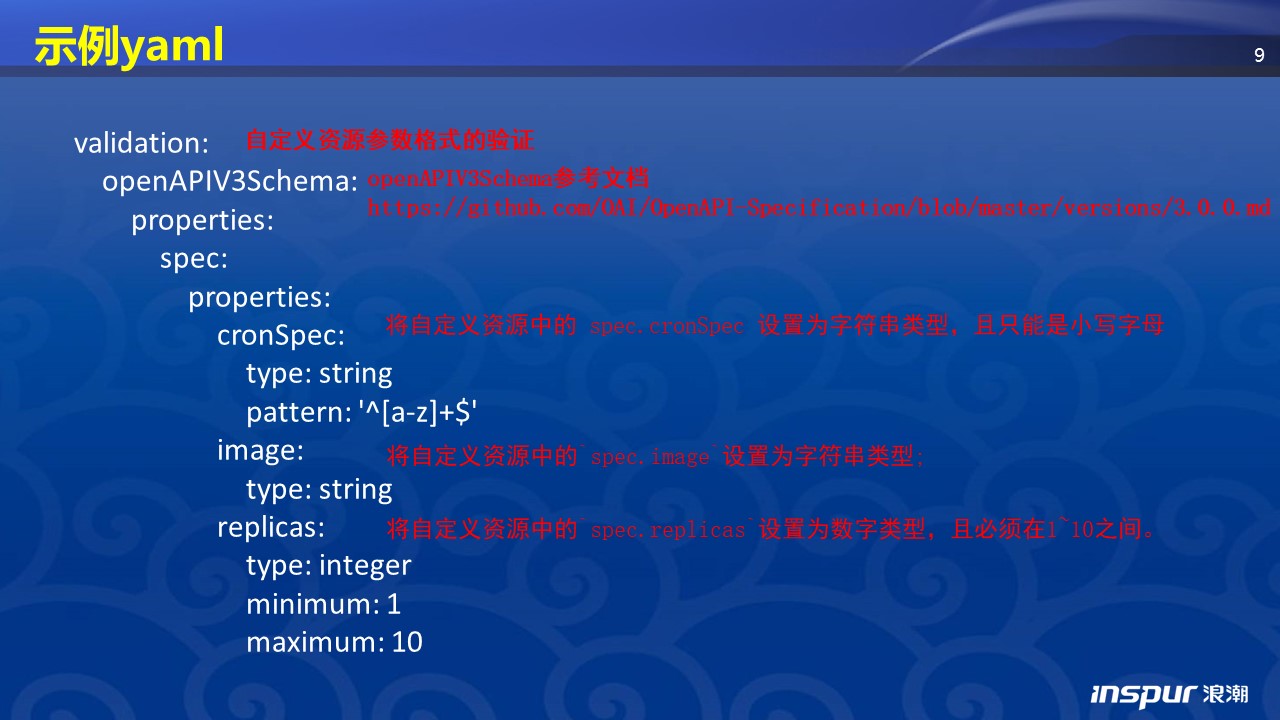 示例yaml
9
validation: 自定义资源参数格式的验证
openAPIV3Schema: openAPIV3Schema参考文档
https://github.com/OAI/OpenAPI-Specification/blob/master/versions/3.0.0.md
properties:
spec:
properties:
cronSpec: 将自定义资源中的 spec.cronSpec 设置为字符串类型，且只能是小写字母
type: string
pattern: '^[a-z]+$'
image: 将自定义资源中的`spec.image`设置为字符串类型;
type: string
replicas: 将自定义资源中的`spec.replicas`设置为数字类型，且必须在1~10之间。
type: integer
minimum: 1
maximum: 10
inspur 浪潮